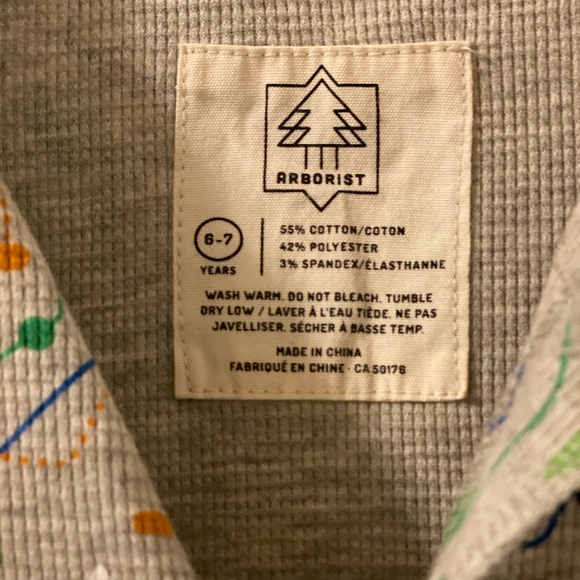 ARBORIST
6-7
YEARS
55% COTTON/COTON
42% POLYESTER
3% SPANDEX/ÉLASTHANNE
WASH WARM. DO NOT BLEACH. TUMBLE
DRY LOW / LAVER À L'EAU TIÈDE. NE PAS
JAVELLISER. SÉCHER À BASSE TEMP.
MADE IN CHINA
FABRIQUÉ EN CHINE · CA 50176